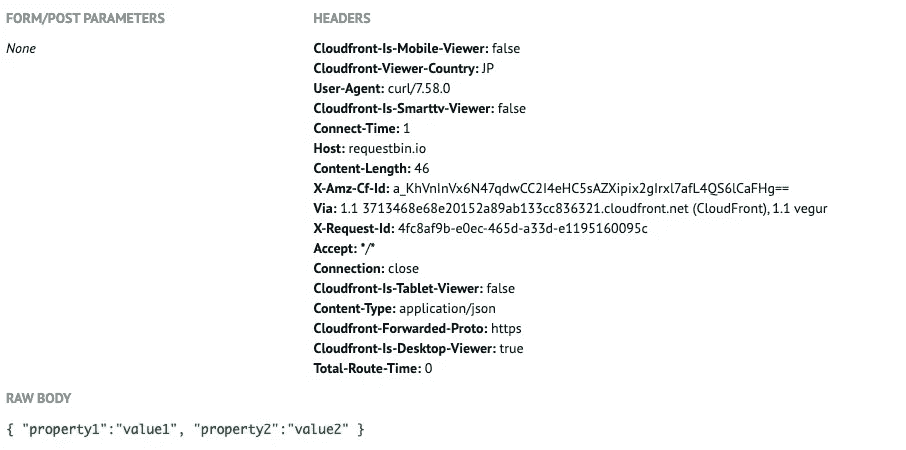 FORM/POST PARAMETERS
None
HEADERS
Cloudfront-Is-Mobile-Viewer: false
Cloudfront-Viewer-Country: JP
User-Agent: curl/7.58.0
Cloudfront-Is-Smarttv-Viewer: false
Connect-Time: 1
Host: requestbin.io
Content-Length: 46
X-Amz-Cf-Id: a_KhVnInVx6N47qdwCC2I4eHC5sAZXipix2gIrxl7afL4QS6lCaFHg==
Via: 1.1 3713468e68e20152a89ab133cc836321.cloudfront.net (CloudFront), 1.1 vegur
X-Request-Id: 4fc8af9b-e0ec-465d-a33d-e1195160095c
Accept: */*
Connection: close
Cloudfront-Is-Tablet-Viewer: false
Content-Type: application/json
Cloudfront-Forwarded-Proto: https
Cloudfront-Is-Desktop-Viewer: true
Total-Route-Time: 0
RAW BODY
{ "property1":"value1", "property2":"value2" }